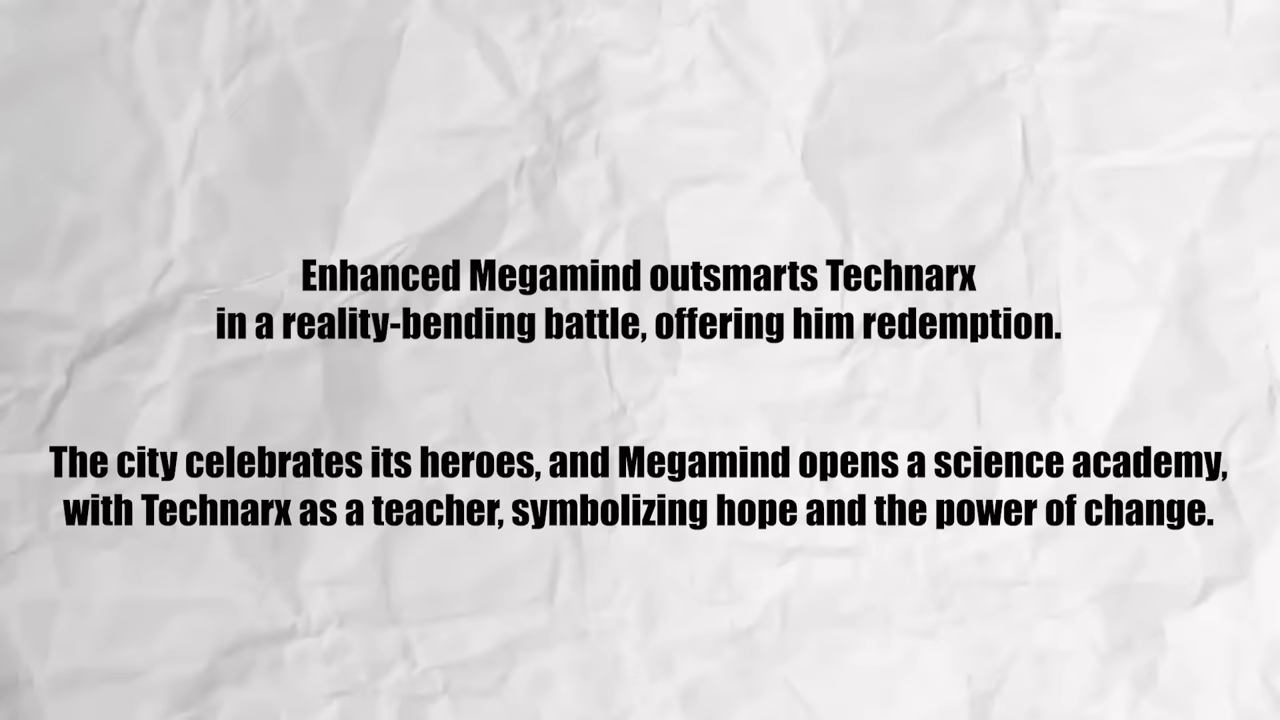 Enhanced Megamind outsmarts Technarx
in a reality-bending battle, offering him redemption.
The city celebrates its heroes, and Megamind opens a science academy,
with Technarx as a teacher, symbolizing hope and the power of change.